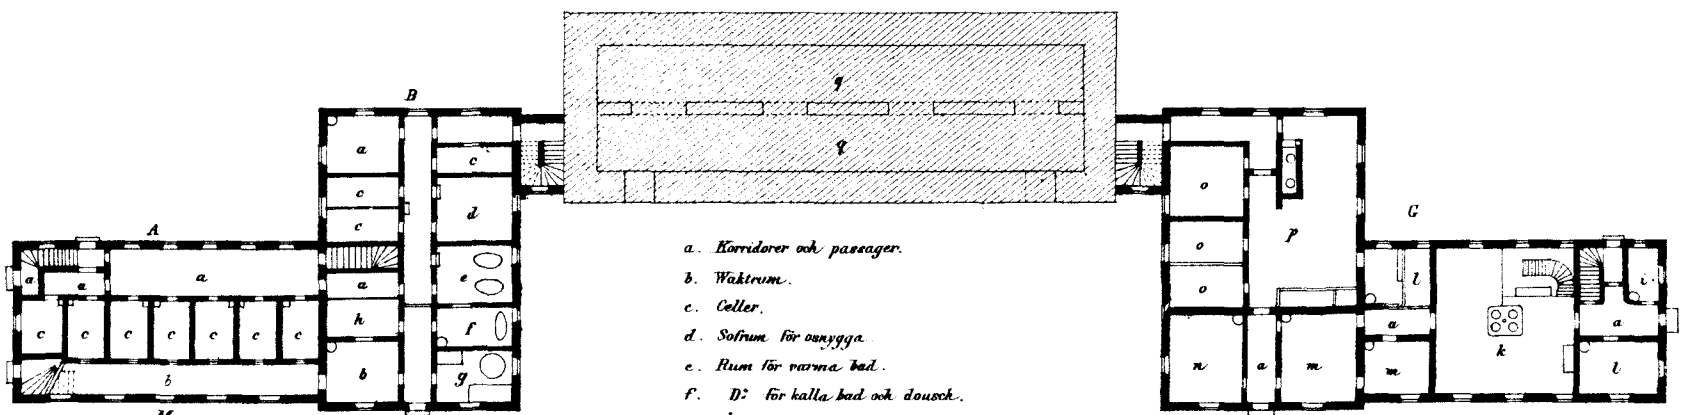 B
q
q
a
c
c
c
d
G
o
p
A
a. Korridorer och passager.
o
a
a
a
a
e
b. Waktrum.
o
l
i
c
c
c
c
c
c
c
h
f
c. Celler.
a
a
d. Sofrum för osnygga
k
b
b
g
e. Rum för varma bad.
n
a
m
m
l
f. D:o för kalla bad och dousch.